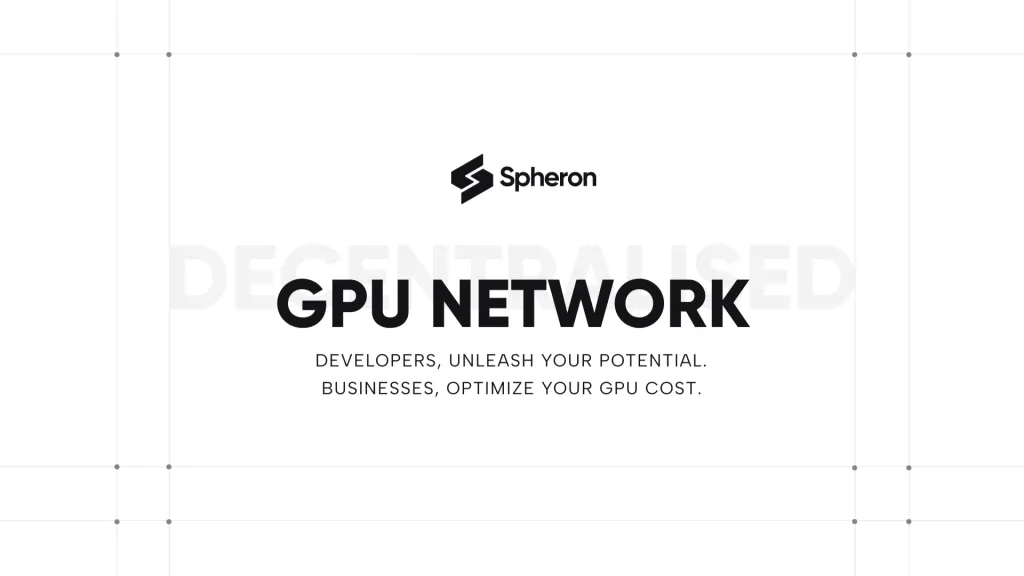 Spheron
DECENTRALISED
GPU NETWORK
DEVELOPERS, UNLEASH YOUR POTENTIAL.
BUSINESSES, OPTIMIZE YOUR GPU COST.